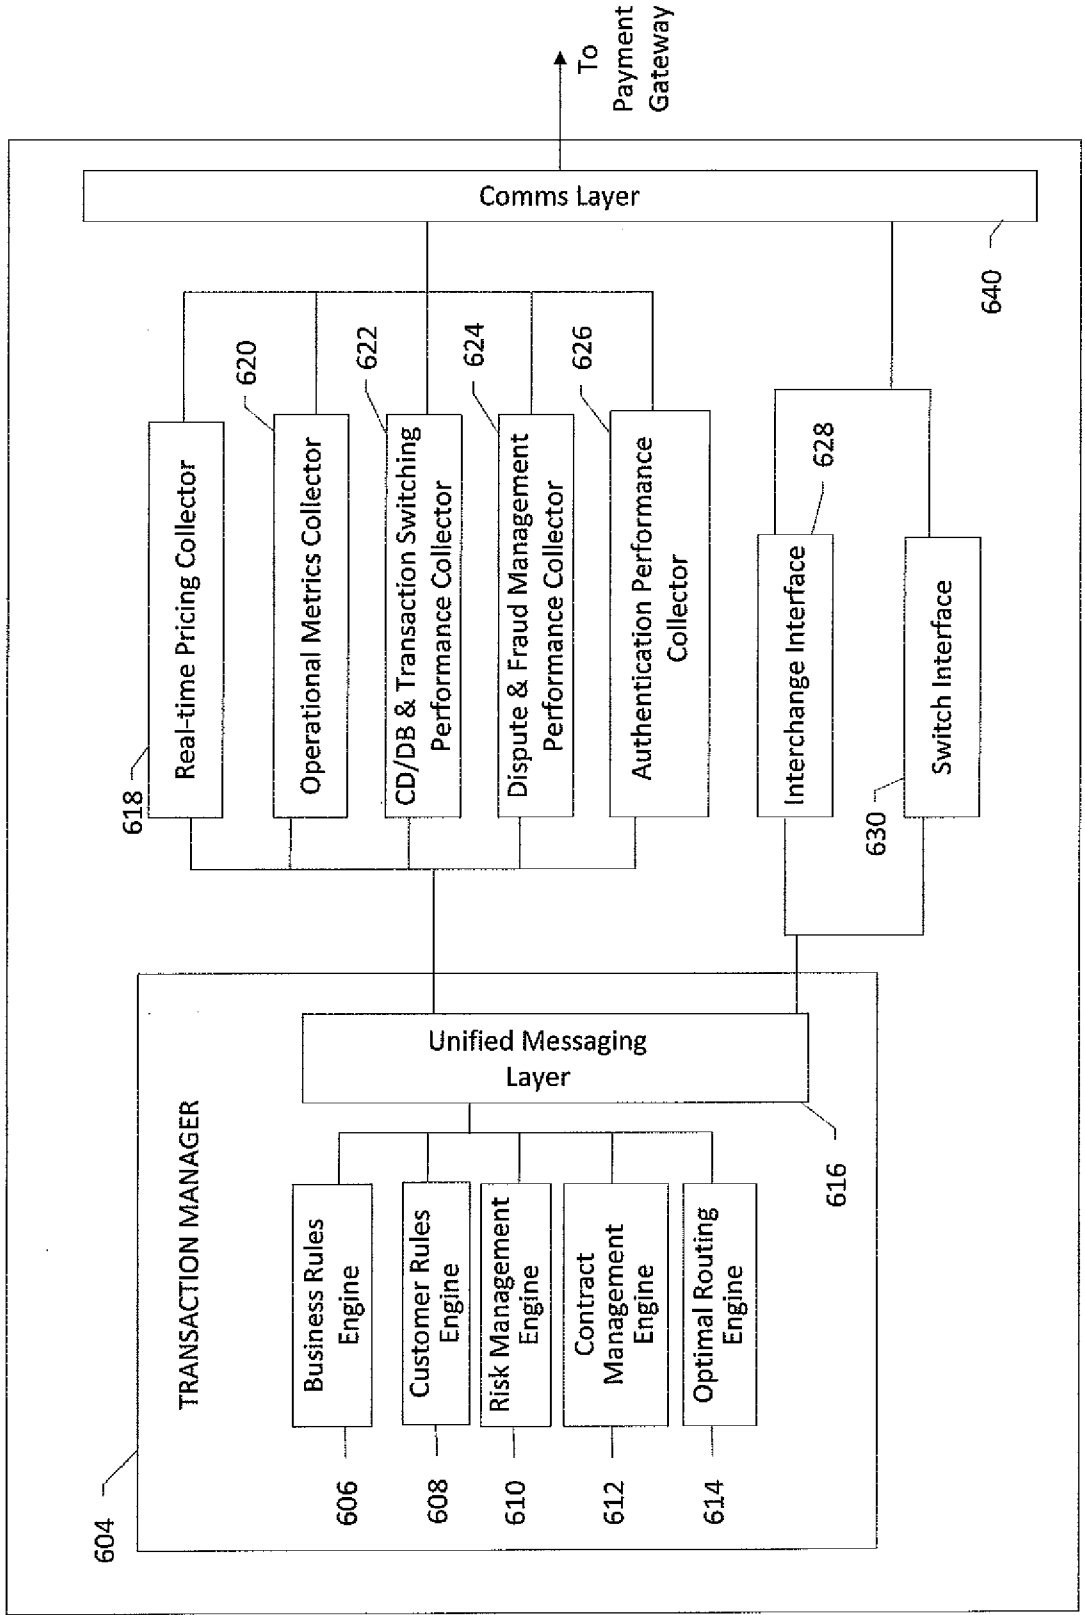 604
TRANSACTION MANAGER
606
Business Rules
Engine
608
Customer Rules
Engine
610
Risk Management
Engine
612
Contract
Management
Engine
614
Optimal Routing
Engine
Unified Messaging
Layer
616
618
Real-time Pricing Collector
620
Operational Metrics Collector
622
CD/DB & Transaction Switching
Performance Collector
624
Dispute & Fraud Management
Performance Collector
626
Authentication Performance
Collector
628
Interchange Interface
630
Switch Interface
Comms Layer
640
To
Payment
Gateway